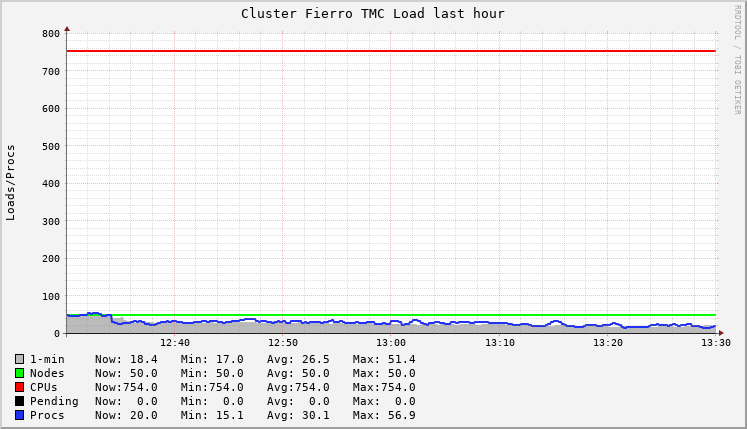 Cluster Fierro TMC Load last hour
RRDTOOL / TOBI OETIKER
Loads/Procs
800
700
600
500
400
300
200
100
0
12:40 12:50 13:00 13:10 13:20 13:30
1-min Now: 18.4 Min: 17.0 Avg: 26.5 Max: 51.4
Nodes Now: 50.0 Min: 50.0 Avg: 50.0 Max: 50.0
CPUs Now:754.0 Min:754.0 Avg:754.0 Max:754.0
Pending Now: 0.0 Min: 0.0 Avg: 0.0 Max: 0.0
Procs Now: 20.0 Min: 15.1 Avg: 30.1 Max: 56.9